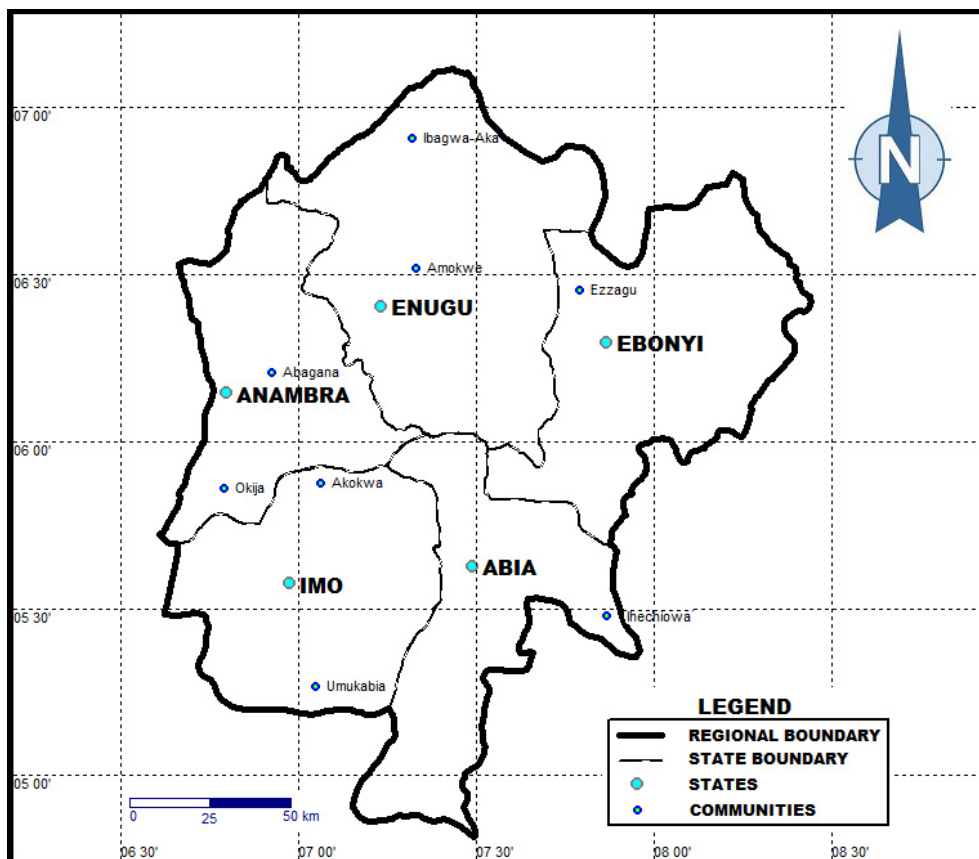 07 00'
Ibagwa-Aka
N
06 30'
Amokwe
Ezzagu
ENUGU
EBONYI
Abagana
ANAMBRA
06 00'
Okija
Akokwa
ABIA
IMO
05 30'
Ihechiowa
Umukabia
LEGEND
REGIONAL BOUNDARY
STATE BOUNDARY
STATES
COMMUNITIES
05 00'
0 25 50 km
06 30' 07 00' 07 30' 08 00' 08 30'